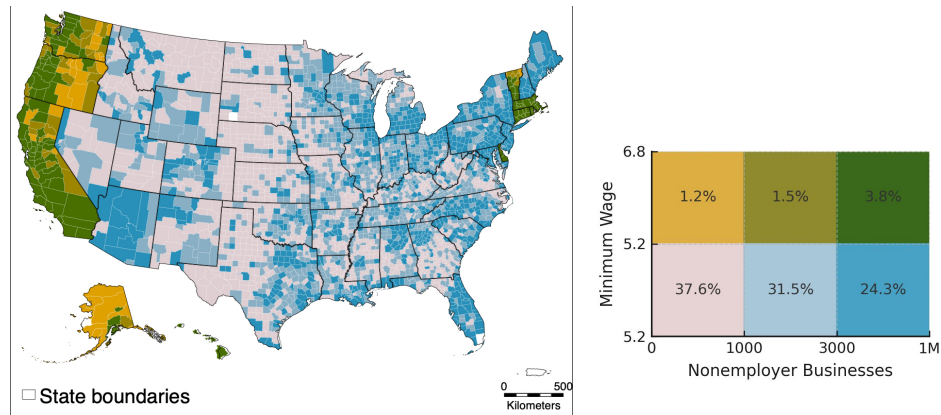 State boundaries
0 500
Kilometers
6.8
1.2% 1.5% 3.8%
Minimum Wage
5.2
37.6% 31.5% 24.3%
5.2
0 1000 3000 1M
Nonemployer Businesses